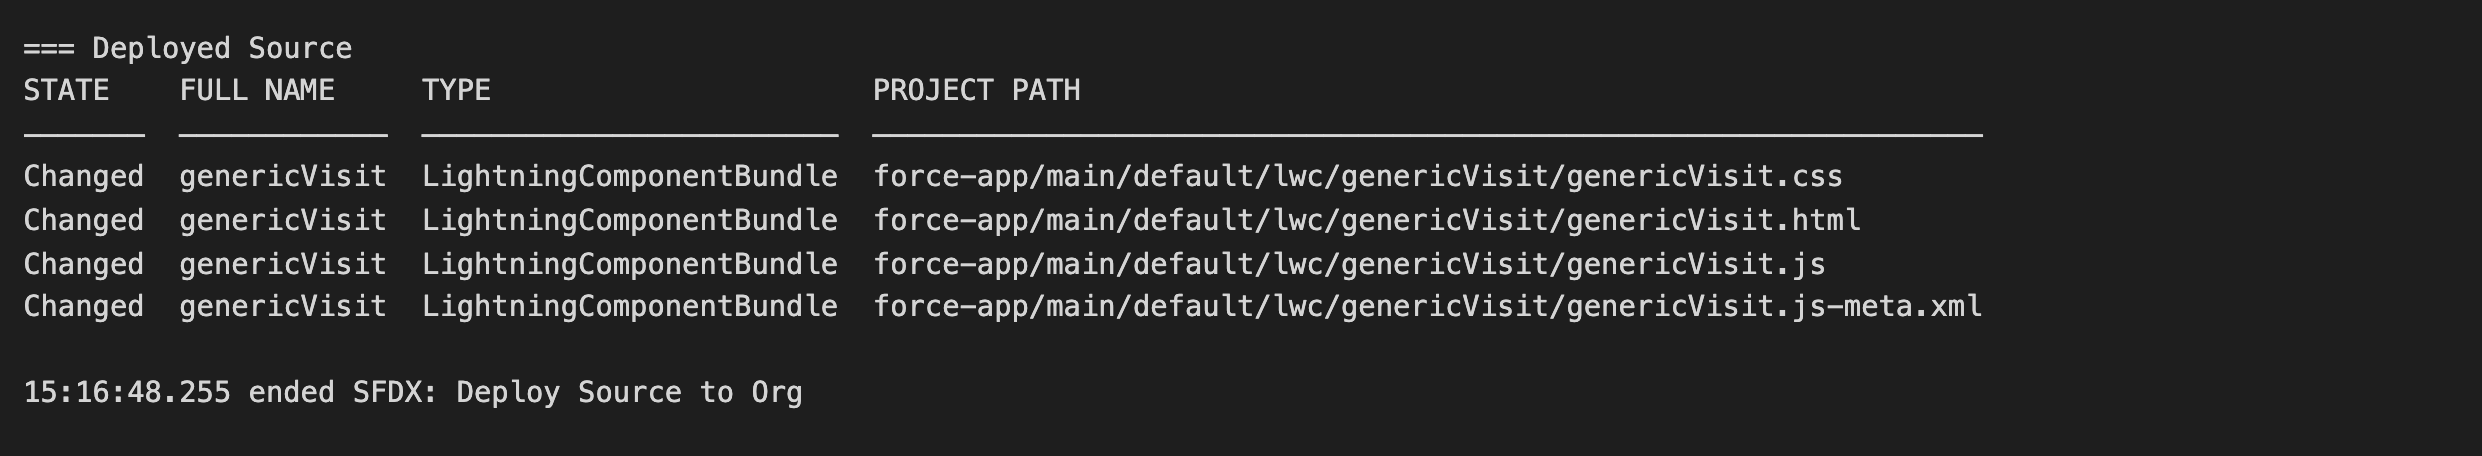 === Deployed Source
STATE    FULL NAME     TYPE                      PROJECT PATH
Changed  genericVisit  LightningComponentBundle  force-app/main/default/lwc/genericVisit/genericVisit.css
Changed  genericVisit  LightningComponentBundle  force-app/main/default/lwc/genericVisit/genericVisit.html
Changed  genericVisit  LightningComponentBundle  force-app/main/default/lwc/genericVisit/genericVisit.js
Changed  genericVisit  LightningComponentBundle  force-app/main/default/lwc/genericVisit/genericVisit.js-meta.xml
15:16:48.255 ended SFDX: Deploy Source to Org